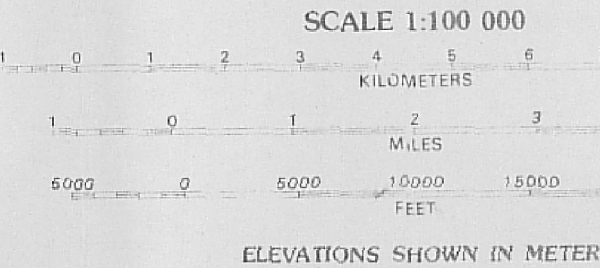 SCALE 1:100 000
1 0 1 2 3 4 5 6
KILOMETERS
1 0 1 2 3
MILES
5000 0 5000 10000 15000
FEET
ELEVATIONS SHOWN IN METER